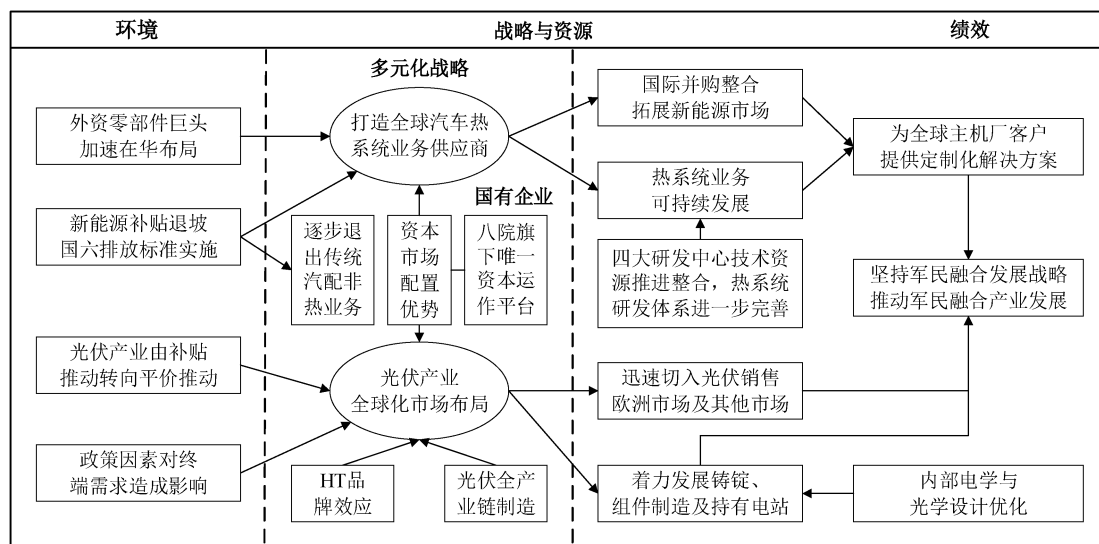 环境
战略与资源
绩效
多元化战略
外资零部件巨头
加速在华布局
打造全球汽车热
系统业务供应商
国际并购整合
拓展新能源市场
为全球主机厂客户
提供定制化解决方案
热系统业务
可持续发展
国有企业
新能源补贴退坡
国六排放标准实施
逐步退
出传统
汽配非
热业务
资本
市场
配置
优势
八院旗
下唯一
资本运
作平台
四大研发中心技术资
源推进整合，热系统
研发体系进一步完善
坚持军民融合发展战略
推动军民融合产业发展
光伏产业由补贴
推动转向平价推动
光伏产业
全球化市场布局
迅速切入光伏销售
欧洲市场及其他市场
政策因素对终
端需求造成影响
HT品
牌效应
光伏全产
业链制造
着力发展铸锭、
组件制造及持有电站
内部电学与
光学设计优化